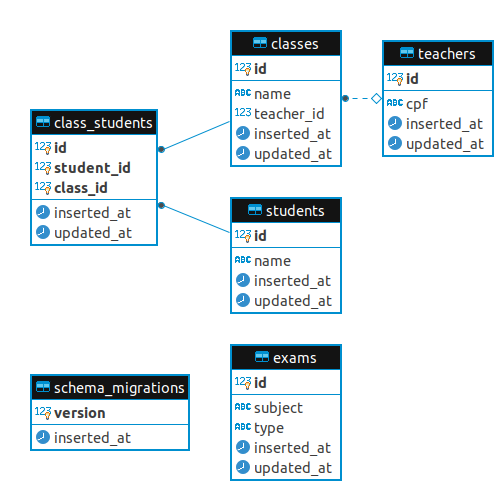 classes
123 id
ABC name
123 teacher_id
inserted_at
updated_at
teachers
123 id
ABC cpf
inserted_at
updated_at
class_students
123 id
123 student_id
123 class_id
inserted_at
updated_at
students
123 id
ABC name
inserted_at
updated_at
exams
123 id
ABC subject
ABC type
inserted_at
updated_at
schema_migrations
123 version
inserted_at